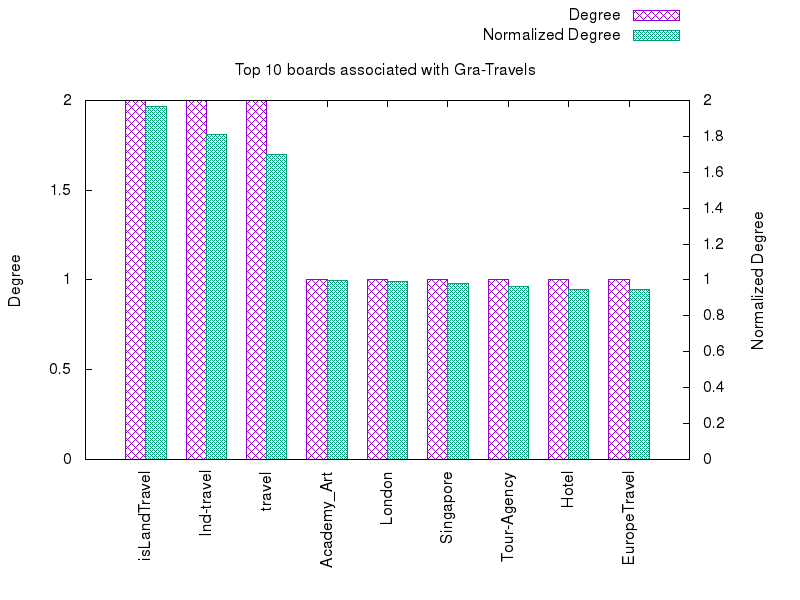 Degree
Normalized Degree
Top 10 boards associated with Gra-Travels
2
1.5
1
0.5
0
Degree
2
1.8
1.6
1.4
1.2
1
0.8
0.6
0.4
0.2
0
Normalized Degree
isLandTravel
Ind-travel
travel
Academy_Art
London
Singapore
Tour-Agency
Hotel
EuropeTravel